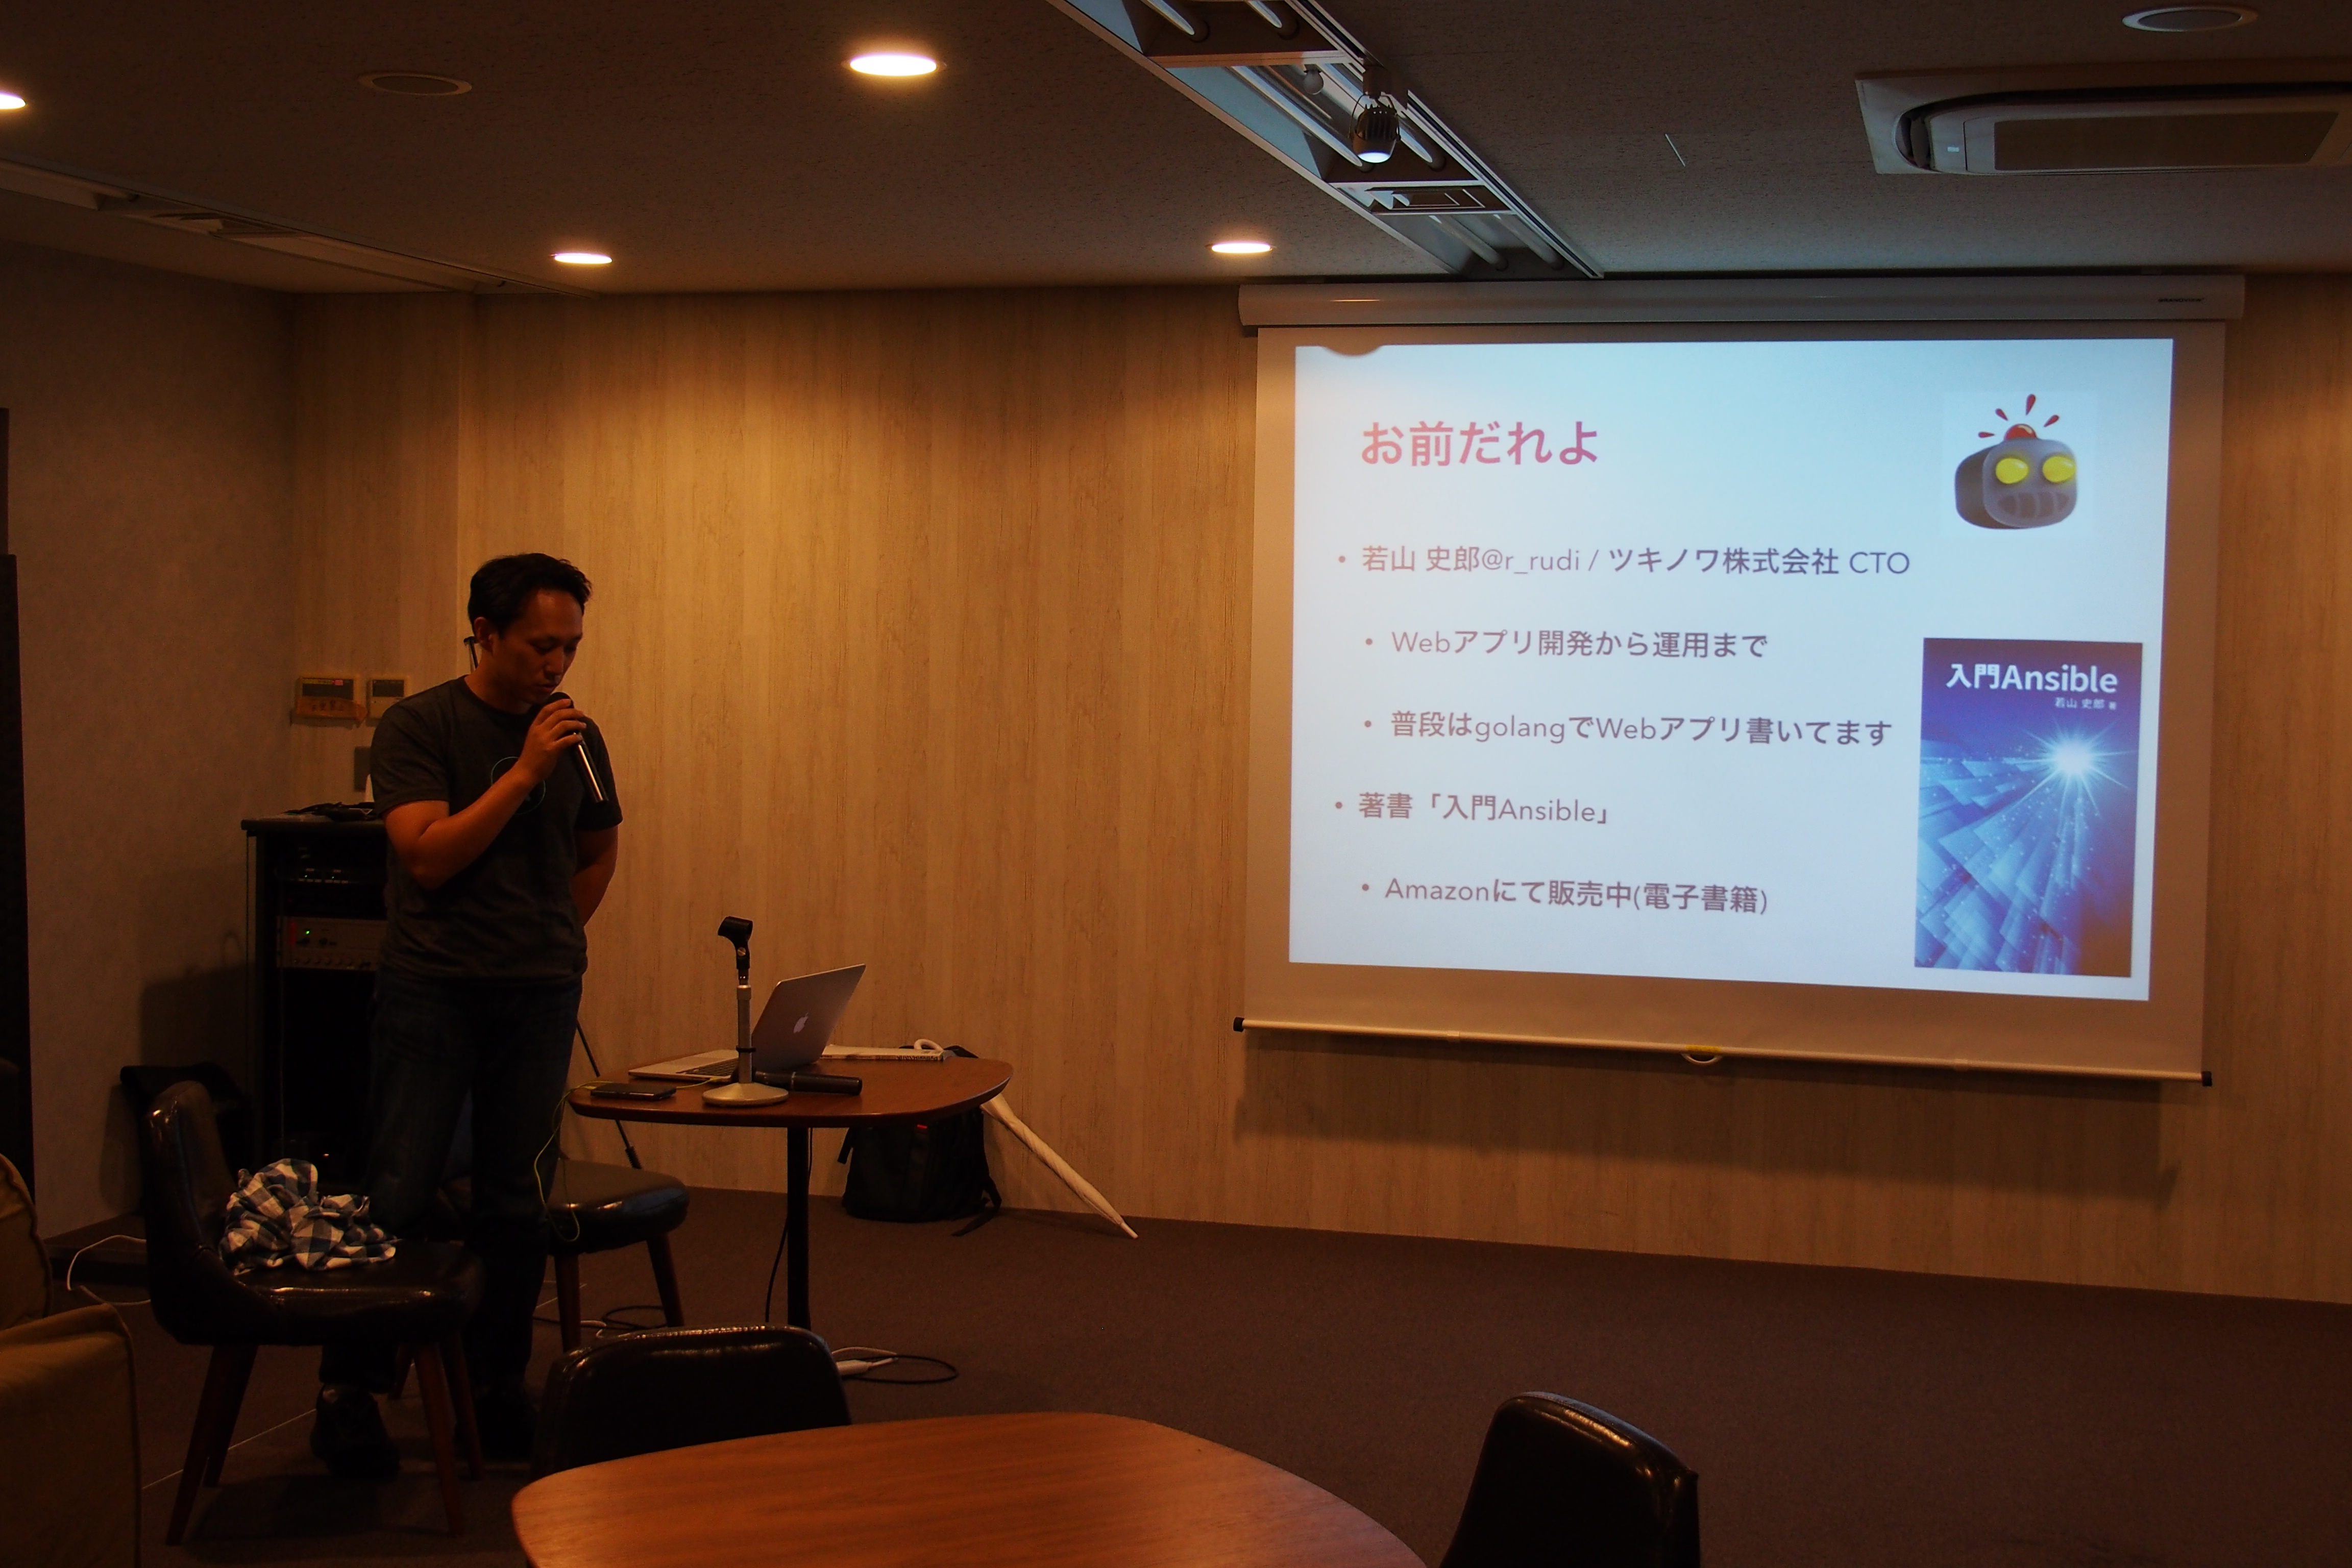 お前だれよ
• 若山 史郎@r_rudi / ツキノワ株式会社 CTO
• Webアプリ開発から運用まで
• 普段はgolangでWebアプリ書いてます
• 著書「入門Ansible」
• Amazonにて販売中(電子書籍)
入門Ansible
若山 史郎 著